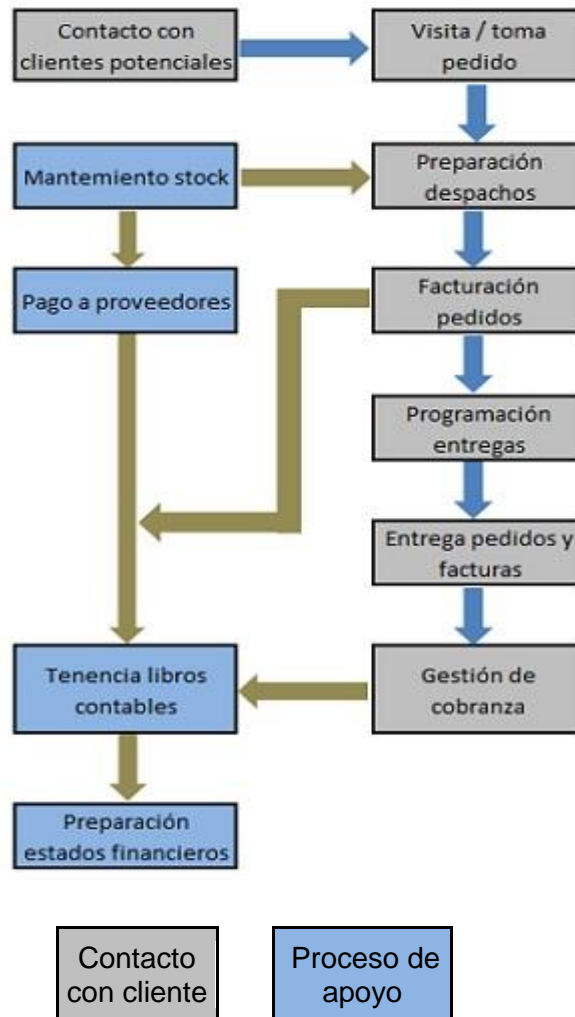 Contacto con
clientes potenciales
Visita / toma
pedido
Mantemiento stock
Preparación
despachos
Pago a proveedores
Facturación
pedidos
Programación
entregas
Entrega pedidos y
facturas
Tenencia libros
contables
Gestión de
cobranza
Preparación
estados financieros
Contacto
con cliente
Proceso de
apoyo